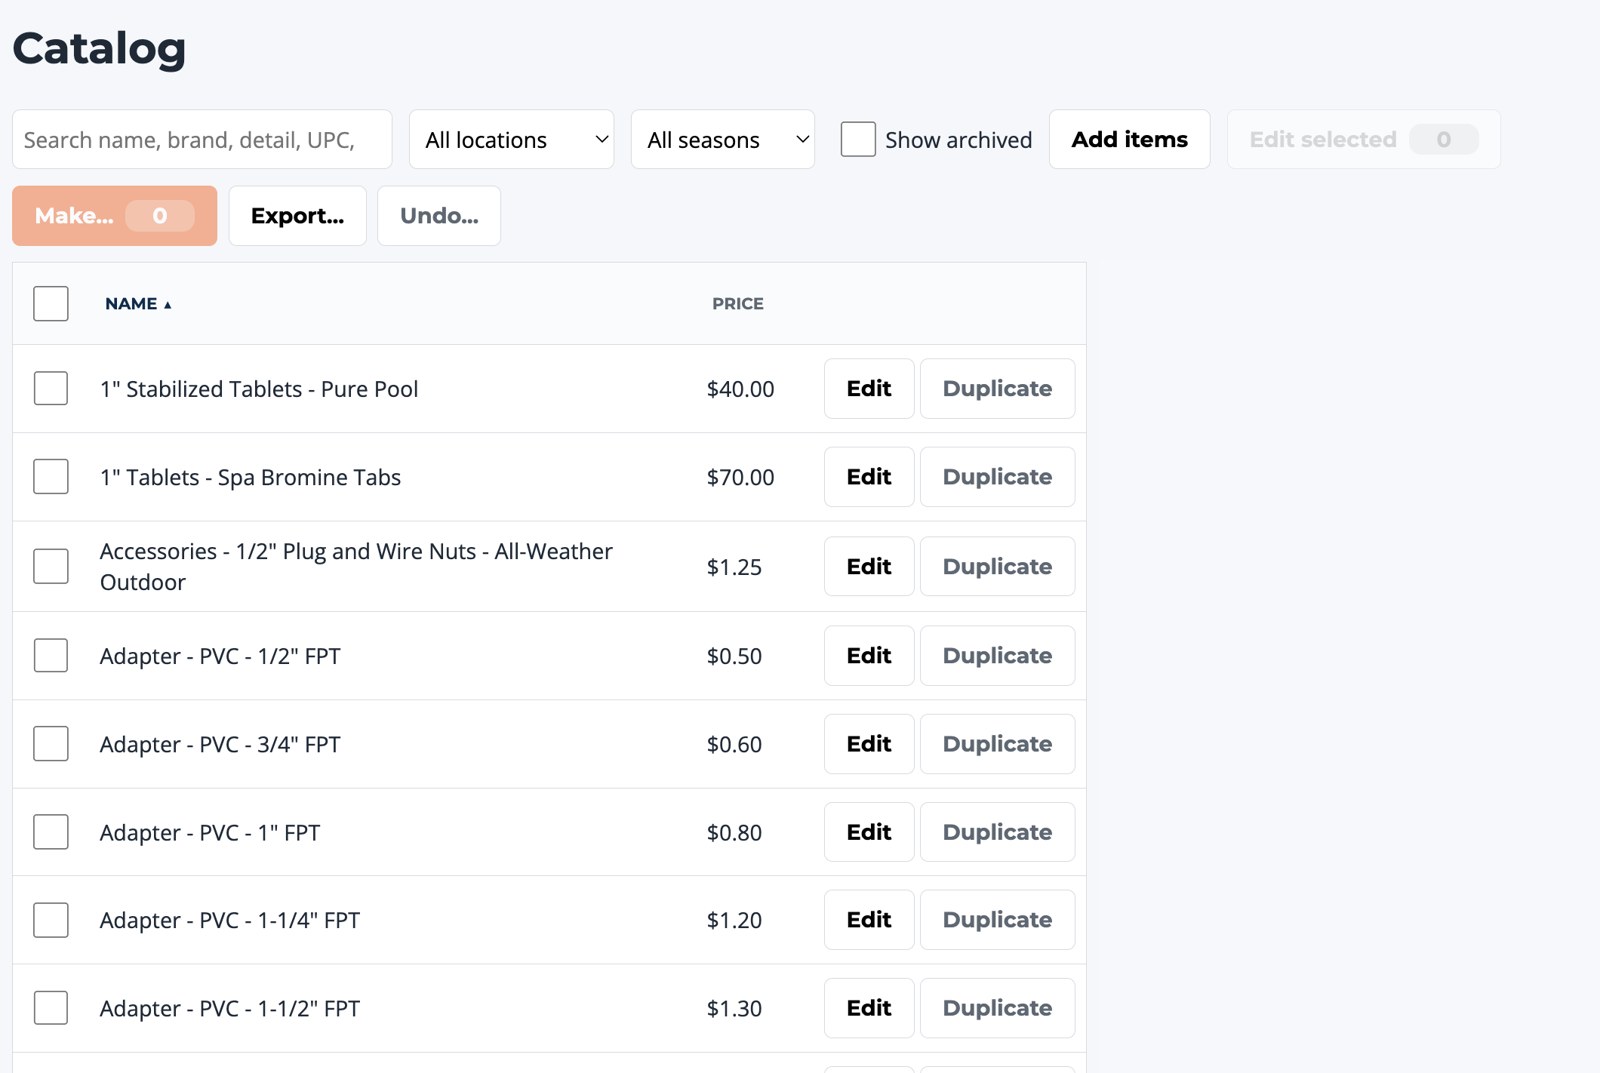 Catalog
Search name, brand, detail, UPC,
All locations
All seasons
Show archived
Add items
Edit selected 0
Make... 0
Export...
Undo...
NAME ▲ PRICE
1" Stabilized Tablets - Pure Pool $40.00 Edit Duplicate
1" Tablets - Spa Bromine Tabs $70.00 Edit Duplicate
Accessories - 1/2" Plug and Wire Nuts - All-Weather
Outdoor $1.25 Edit Duplicate
Adapter - PVC - 1/2" FPT $0.50 Edit Duplicate
Adapter - PVC - 3/4" FPT $0.60 Edit Duplicate
Adapter - PVC - 1" FPT $0.80 Edit Duplicate
Adapter - PVC - 1-1/4" FPT $1.20 Edit Duplicate
Adapter - PVC - 1-1/2" FPT $1.30 Edit Duplicate